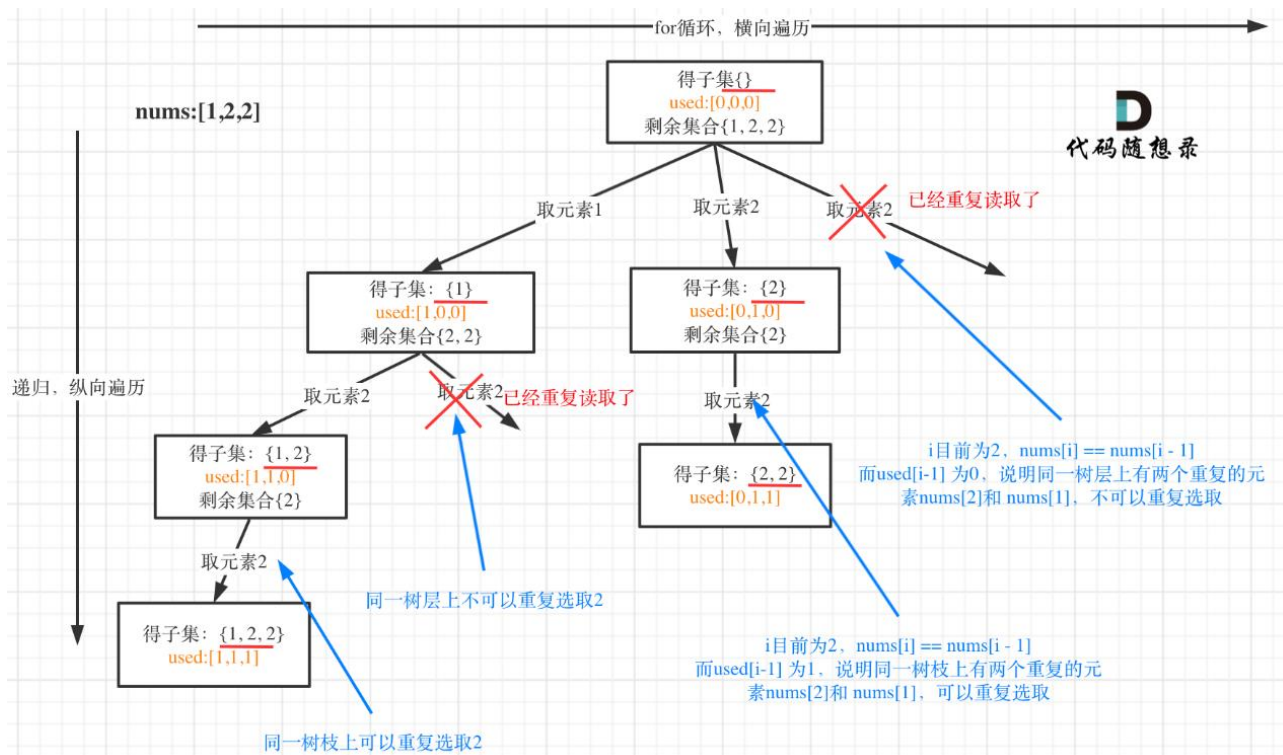 for循环，横向遍历
nums:[1,2,2]
得子集{}
used:[0,0,0]
剩余集合{1, 2, 2}
代码随想录
取元素1
取元素2
取元素2
已经重复读取了
得子集：{1}
used:[1,0,0]
剩余集合{2, 2}
得子集：{2}
used:[0,1,0]
剩余集合{2}
递归，纵向遍历
取元素2
取元素2
已经重复读取了
取元素2
得子集：{1, 2}
used:[1,1,0]
剩余集合{2}
得子集：{2, 2}
used:[0,1,1]
i目前为2，nums[i] == nums[i - 1]
而used[i-1] 为0，说明同一树层上有两个重复的元
素nums[2]和 nums[1]，不可以重复选取
取元素2
同一树层上不可以重复选取2
得子集：{1, 2, 2}
used:[1,1,1]
i目前为2，nums[i] == nums[i - 1]
而used[i-1] 为1，说明同一树枝上有两个重复的元
素nums[2]和 nums[1]，可以重复选取
同一树枝上可以重复选取2